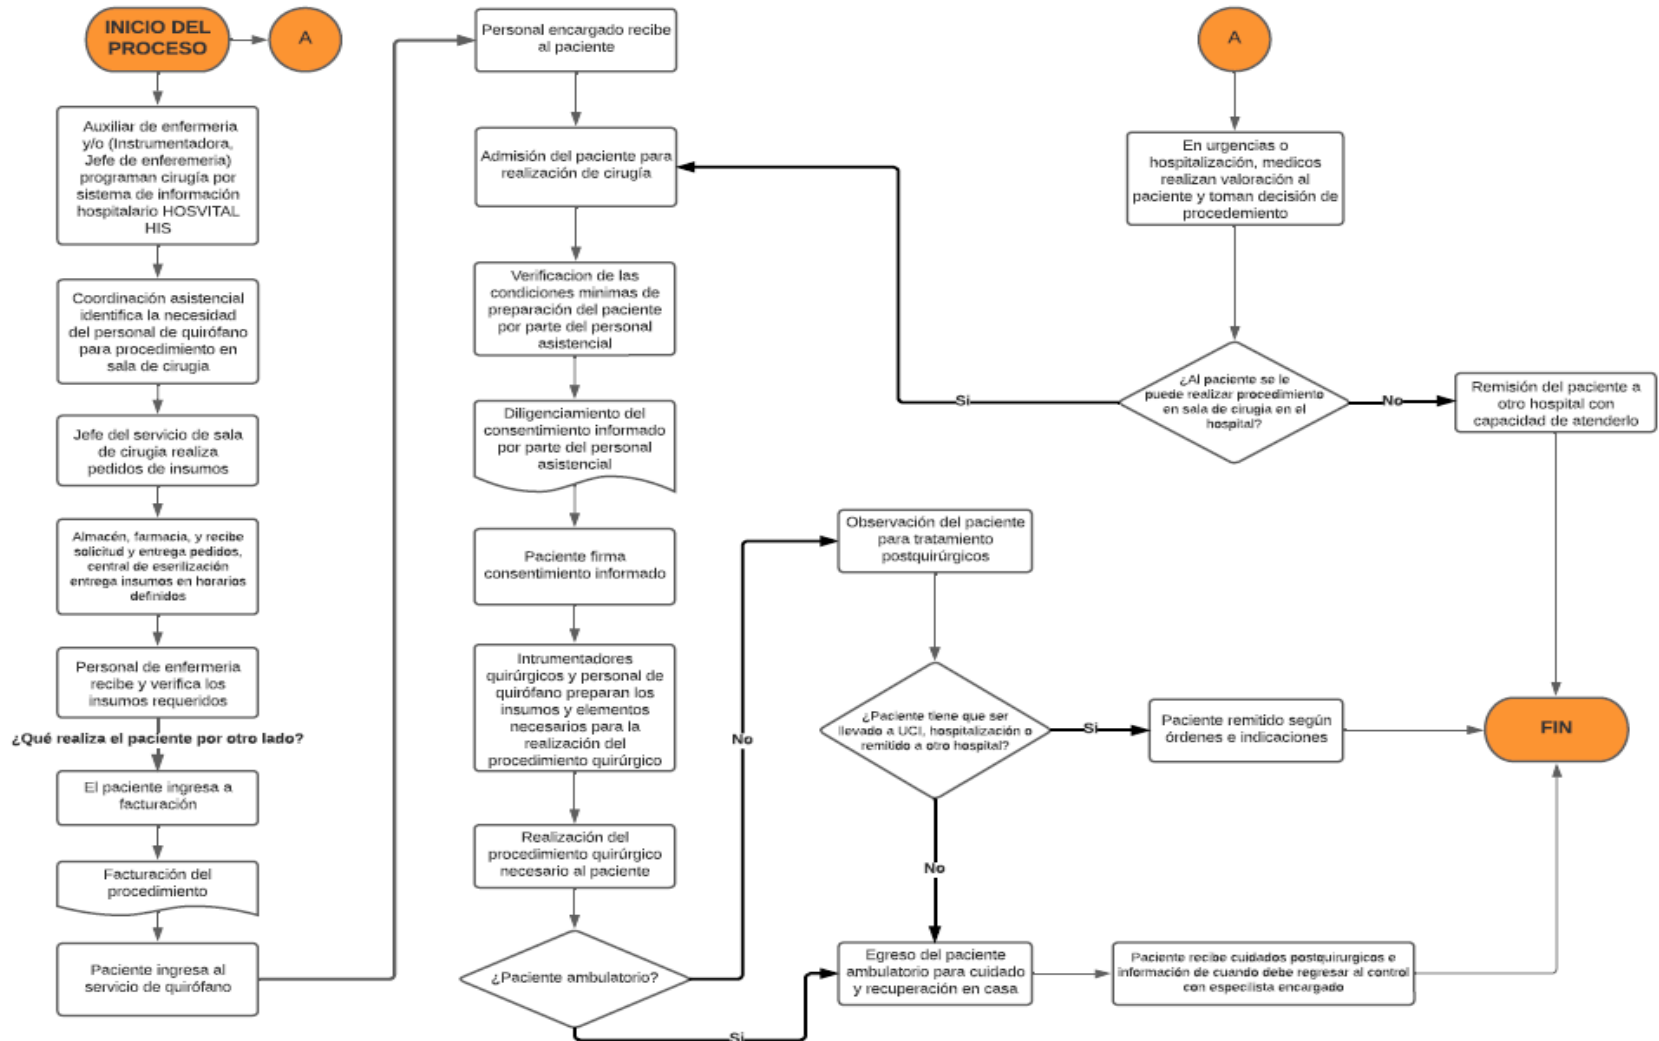 INICIO DEL
PROCESO
A
Auxiliar de enfermeria
y/o (Instrumentadora,
Jefe de enferemeria)
programan cirugía por
sistema de información
hospitalario HOSVITAL
HIS
Coordinación asistencial
identifica la necesidad
del personal de quirófano
para procedimiento en
sala de cirugia
Jefe del servicio de sala
de cirugia realiza
pedidos de insumos
Almacén, farmacia, y recibe
solicitud y entrega pedidos,
central de eserilización
entrega insumos en horarios
definidos
Personal de enfermeria
recibe y verifica los
insumos requeridos
¿Qué realiza el paciente por otro lado?
El paciente ingresa a
facturación
Facturación del
procedimiento
Paciente ingresa al
servicio de quirófano
Personal encargado recibe
al paciente
Admisión del paciente para
realización de cirugía
Verificacion de las
condiciones minimas de
preparación del paciente
por parte del personal
asistencial
Diligenciamiento del
consentimiento informado
por parte del personal
asistencial
Paciente firma
consentimiento informado
Intrumentadores
quirúrgicos y personal de
quirófano preparan los
insumos y elementos
necesarios para la
realización del
procedimiento quirúrgico
Realización del
procedimiento quirúrgico
necesario al paciente
¿Paciente ambulatorio?
No
Si
Observación del paciente
para tratamiento
postquirúrgicos
¿Paciente tiene que ser
llevado a UCI, hospitalización o
remitido a otro hospital?
Si
No
Paciente remitido según
órdenes e indicaciones
Egreso del paciente
ambulatorio para cuidado
y recuperación en casa
Paciente recibe cuidados postquirurgicos e
información de cuando debe regresar al control
con especilista encargado
A
En urgencias o
hospitalización, medicos
realizan valoración al
paciente y toman decisión de
procedemiento
¿Al paciente se le
puede realizar procedimiento
en sala de cirugia en el
hospital?
Si
No
Remisión del paciente a
otro hospital con
capacidad de atenderlo
FIN